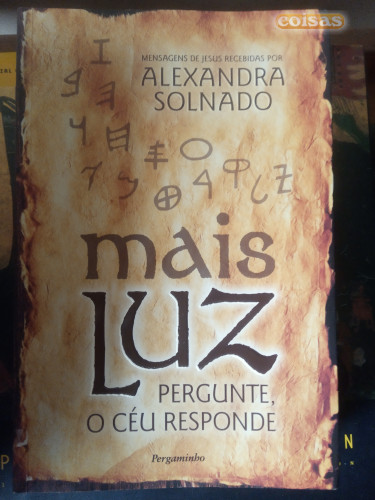 coisas
MENSAGENS DE JESUS RECEBIDAS POR
ALEXANDRA
SOLNADO
mais
LUZ
PERGUNTE,
O CÉU RESPONDE
Pergaminho